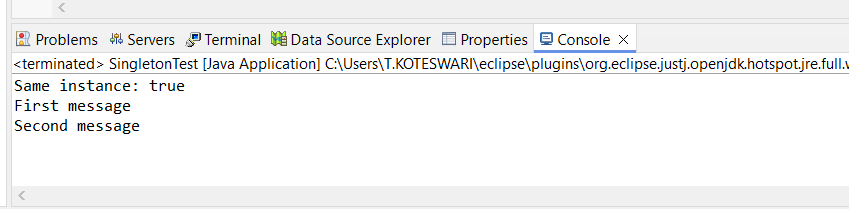 Problems Servers Terminal Data Source Explorer Properties Console
<terminated> SingletonTest [Java Application] C:\Users\T.KOTESWARI\eclipse\plugins\org.eclipse.justj.openjdk.hotspot.jre.full.w
Same instance: true
First message
Second message